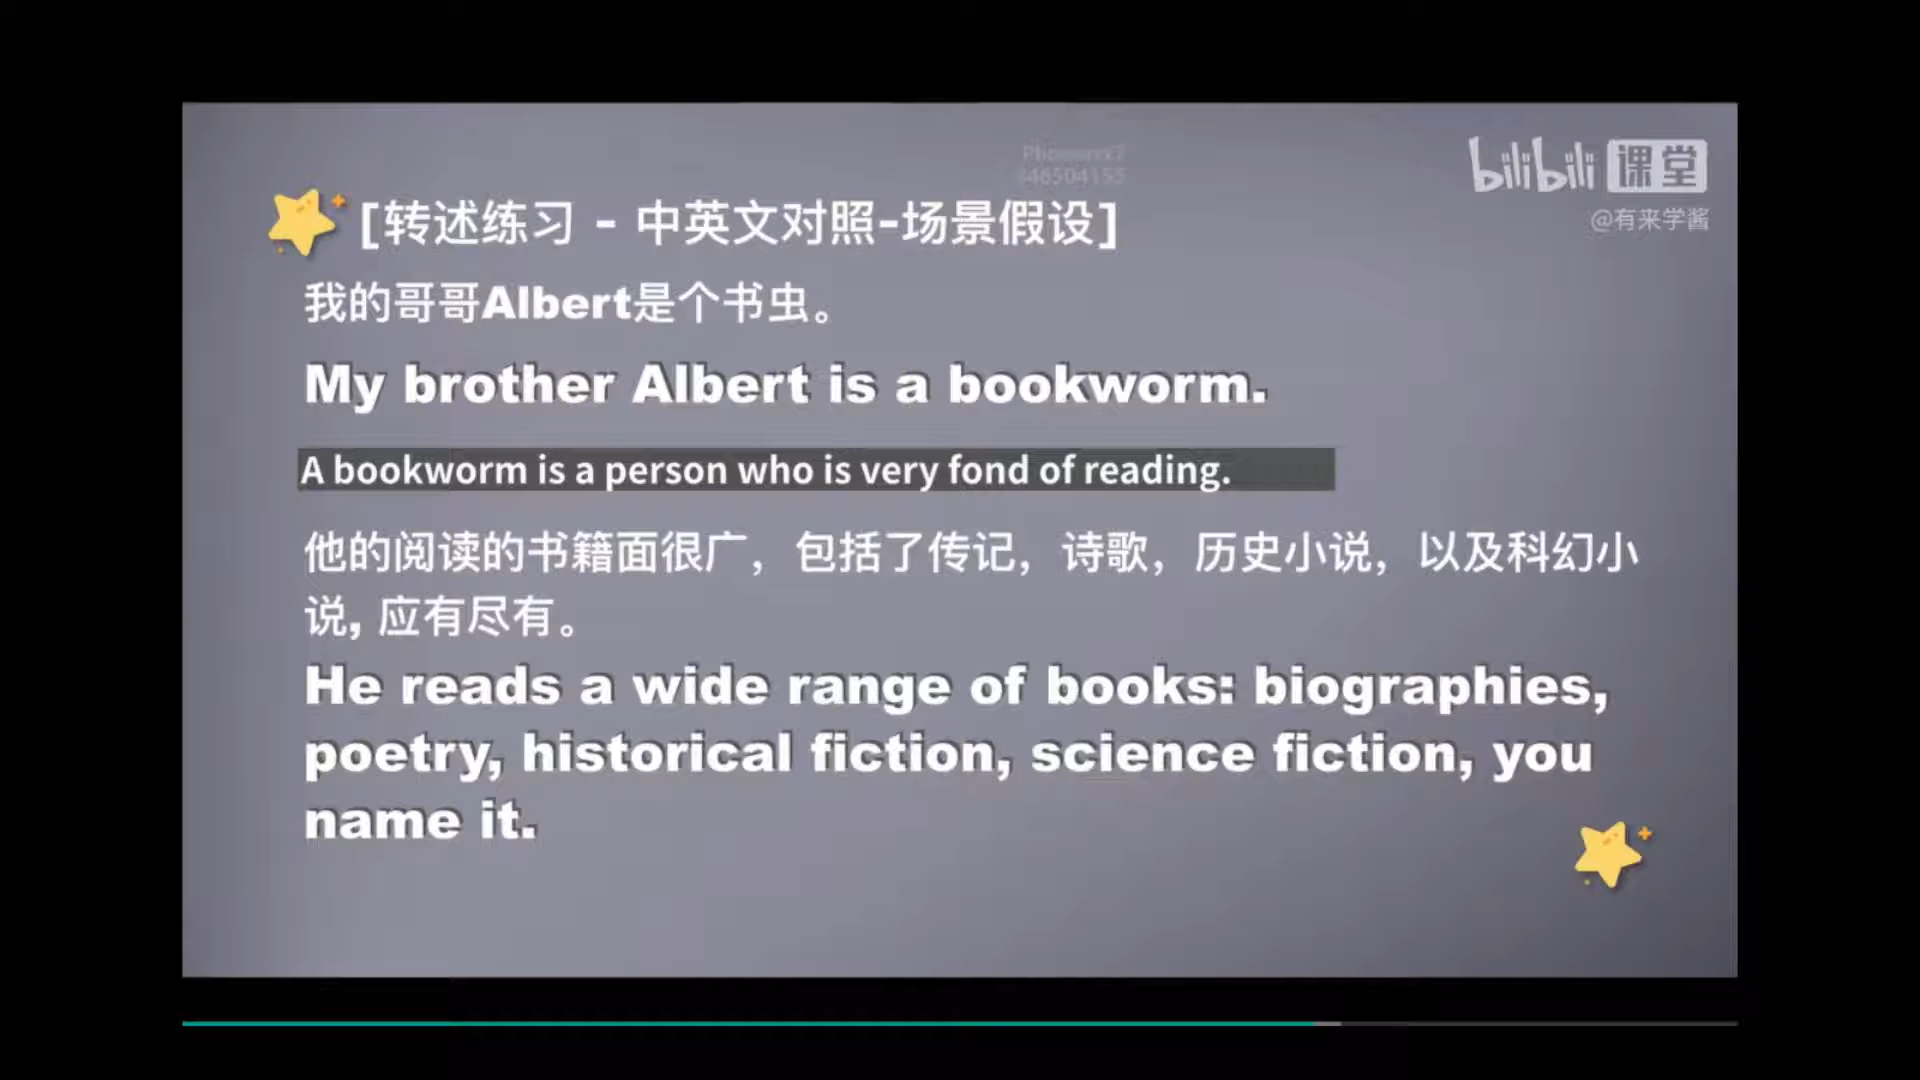 bilibili 课堂
@有来学酱
[转述练习 - 中英文对照-场景假设]
我的哥哥Albert是个书虫。
My brother Albert is a bookworm.
A bookworm is a person who is very fond of reading.
他的阅读的书籍面很广，包括了传记，诗歌，历史小说，以及科幻小
说, 应有尽有。
He reads a wide range of books: biographies,
poetry, historical fiction, science fiction, you
name it.